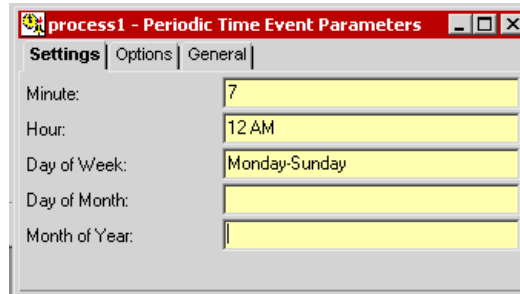 process1 - Periodic Time Event Parameters
Settings Options General
Minute: 7
Hour: 12 AM
Day of Week: Monday-Sunday
Day of Month:
Month of Year: